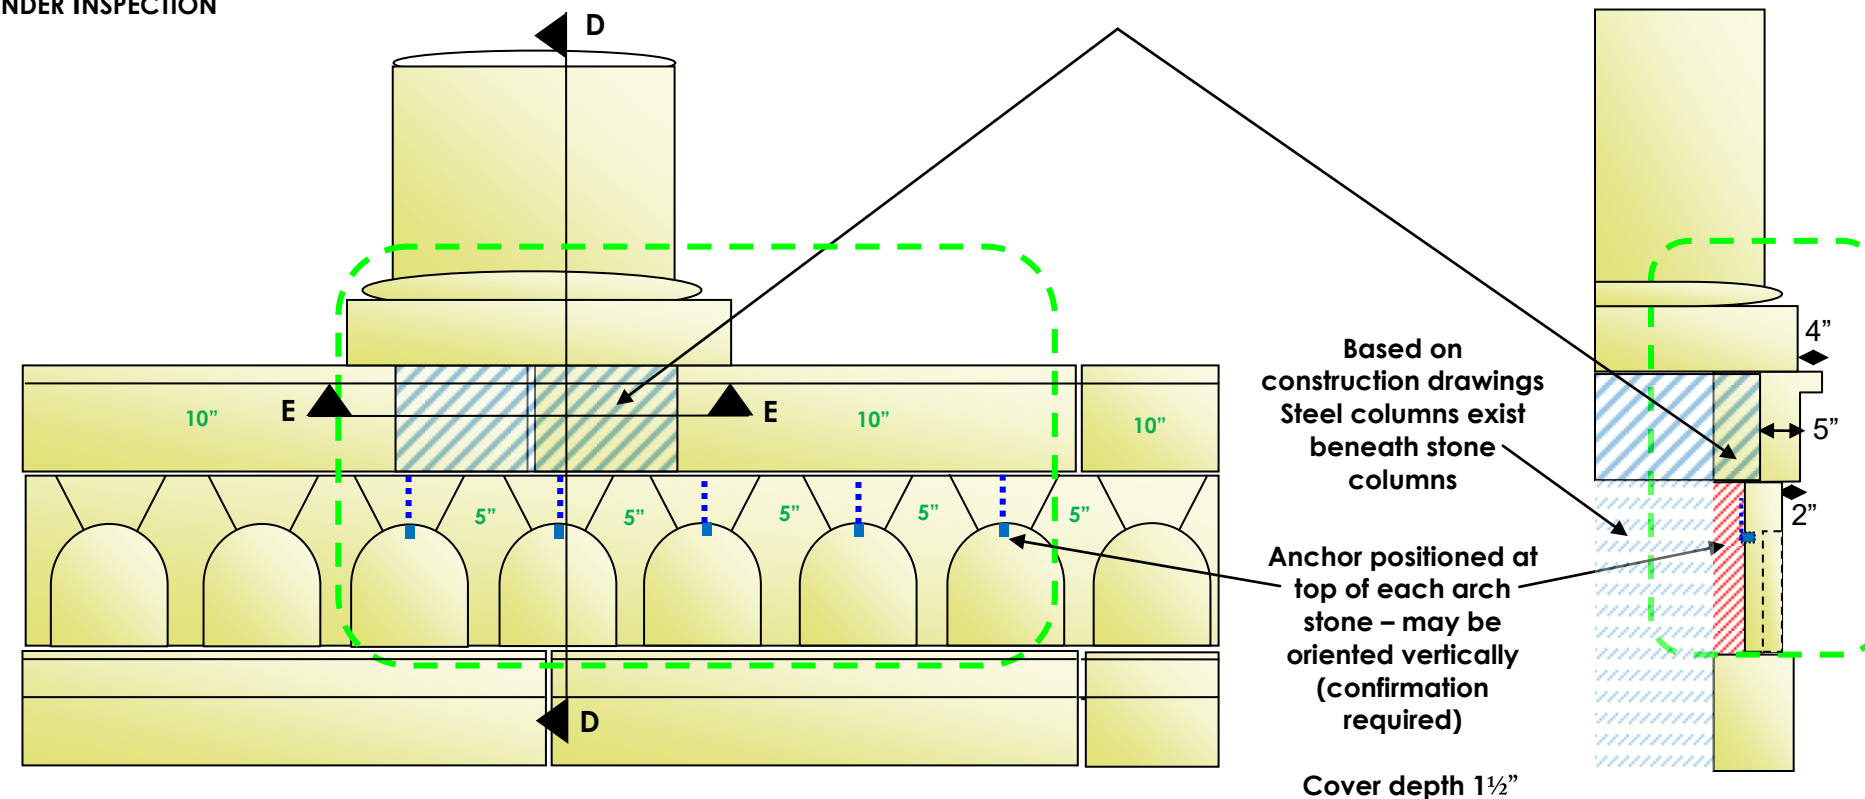 NDER INSPECTION
D
4”
Based on
construction drawings
Steel columns exist
beneath stone
columns
10”
E
E
10”
10”
5”
5”
5”
5”
5”
5”
2”
Anchor positioned at
top of each arch
stone – may be
oriented vertically
(confirmation
required)
D
Cover depth 1½”